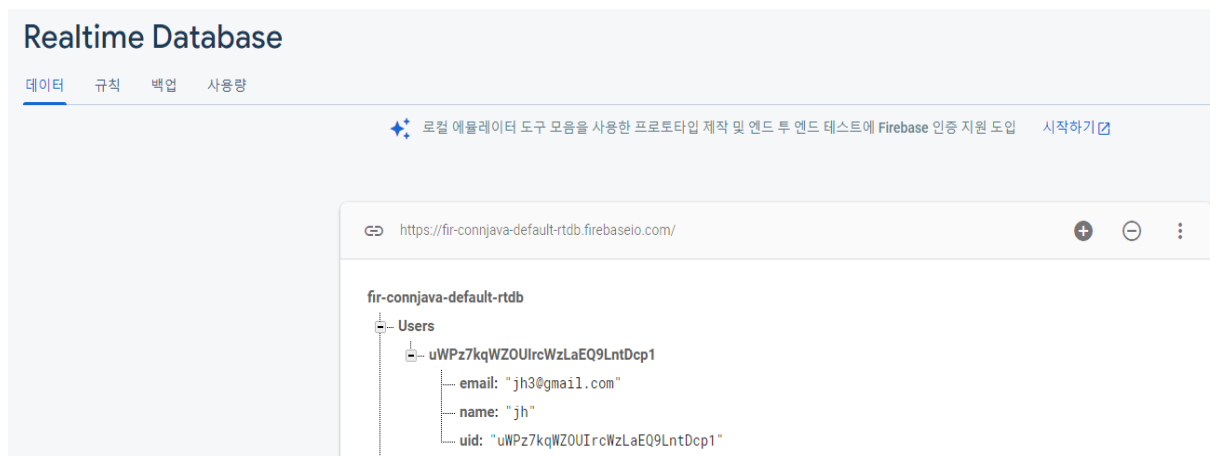 Realtime Database
데이터 규칙 백업 사용량
로컬 에뮬레이터 도구 모음을 사용한 프로토타입 제작 및 엔드 투 엔드 테스트에 Firebase 인증 지원 도입 시작하기
https://fir-connjava-default-rtdb.firebaseio.com/
fir-connjava-default-rtdb
Users
uWPz7kqWZOUIrcWzLaEQ9LntDcp1
email: "jh3@gmail.com"
name: "jh"
uid: "uWPz7kqWZOUIrcWzLaEQ9LntDcp1"